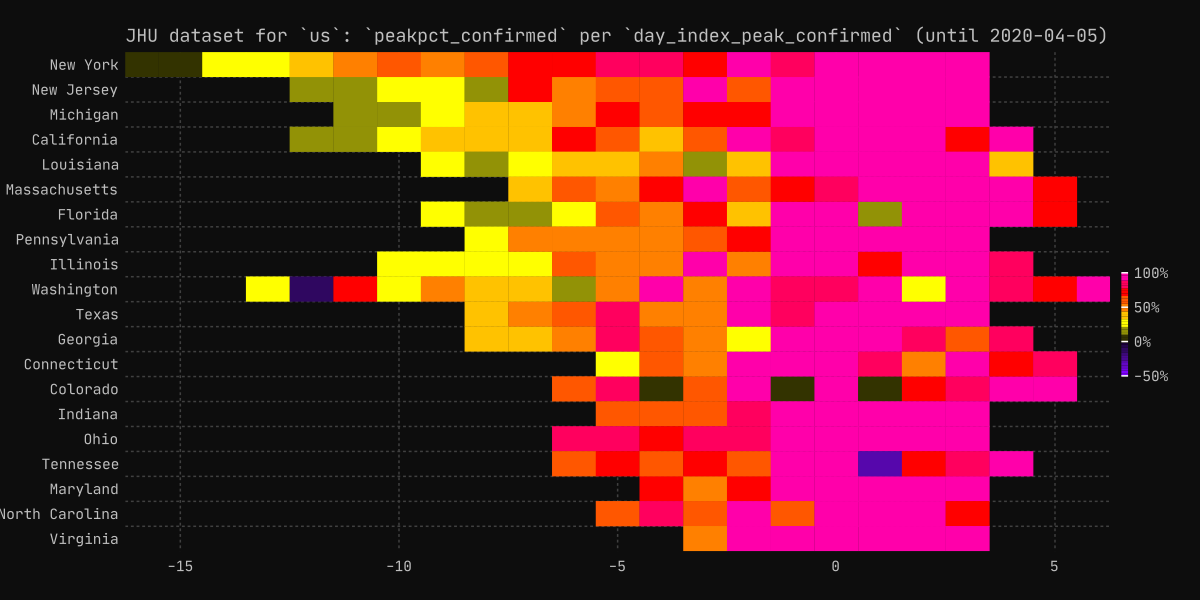 JHU dataset for `us`: `peakpct_confirmed` per `day_index_peak_confirmed` (until 2020-04-05)
New York
New Jersey
Michigan
California
Louisiana
Massachusetts
Florida
Pennsylvania
Illinois
Washington
Texas
Georgia
Connecticut
Colorado
Indiana
Ohio
Tennessee
Maryland
North Carolina
Virginia
100%
50%
0%
-50%
-15 -10 -5 0 5